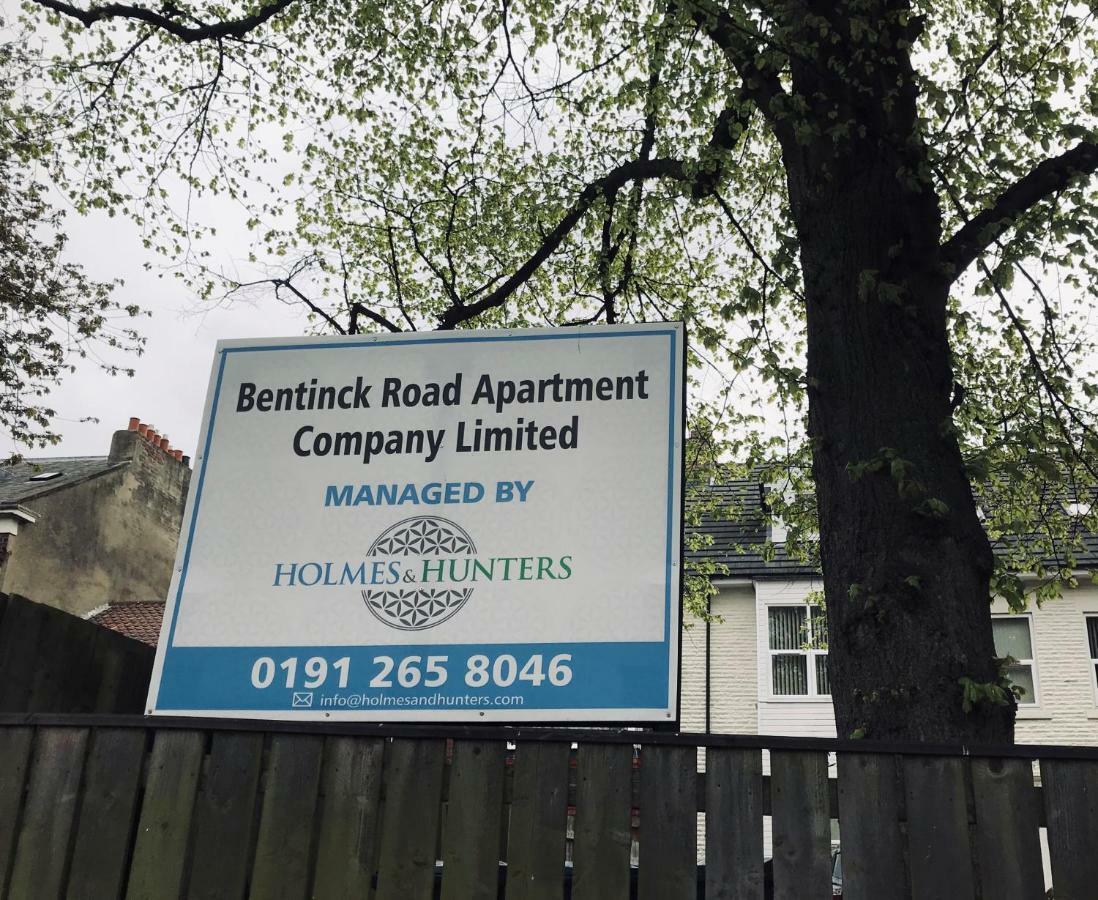 Bentinck Road Apartment
Company Limited
MANAGED BY
HOLMES & HUNTERS
0191 265 8046
info@holmesandhunters.com